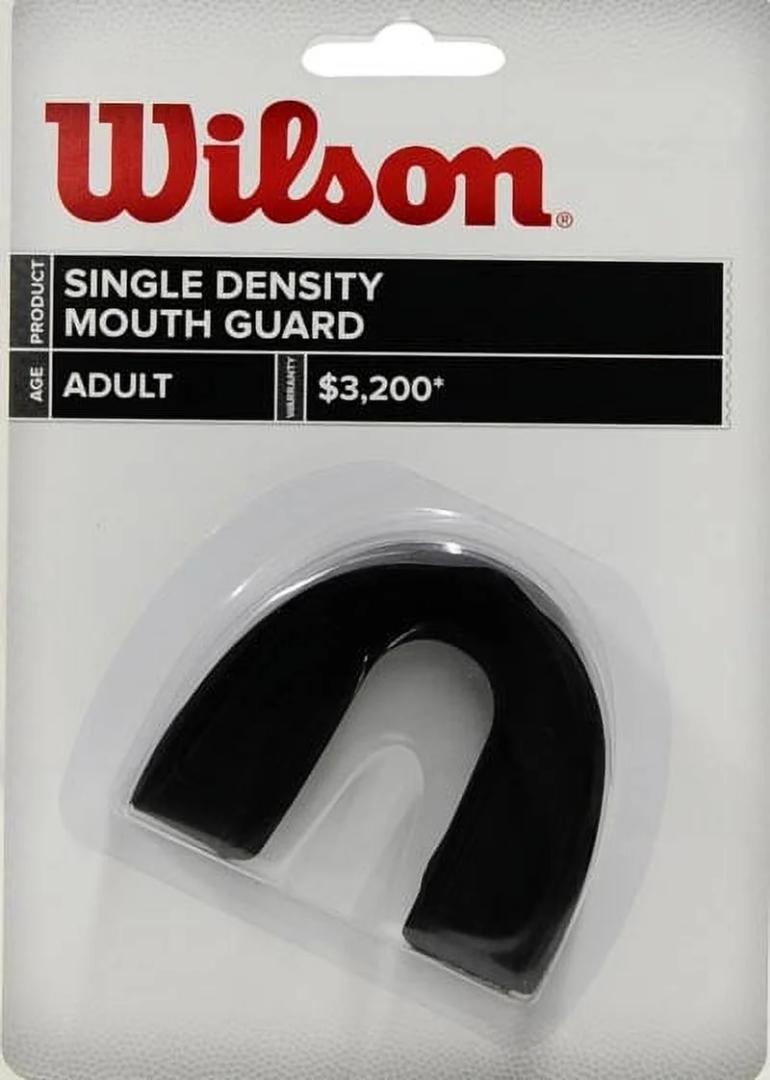 Wilson®
PRODUCT
SINGLE DENSITY
MOUTH GUARD
AGE
ADULT
WARRANTY
$3,200*